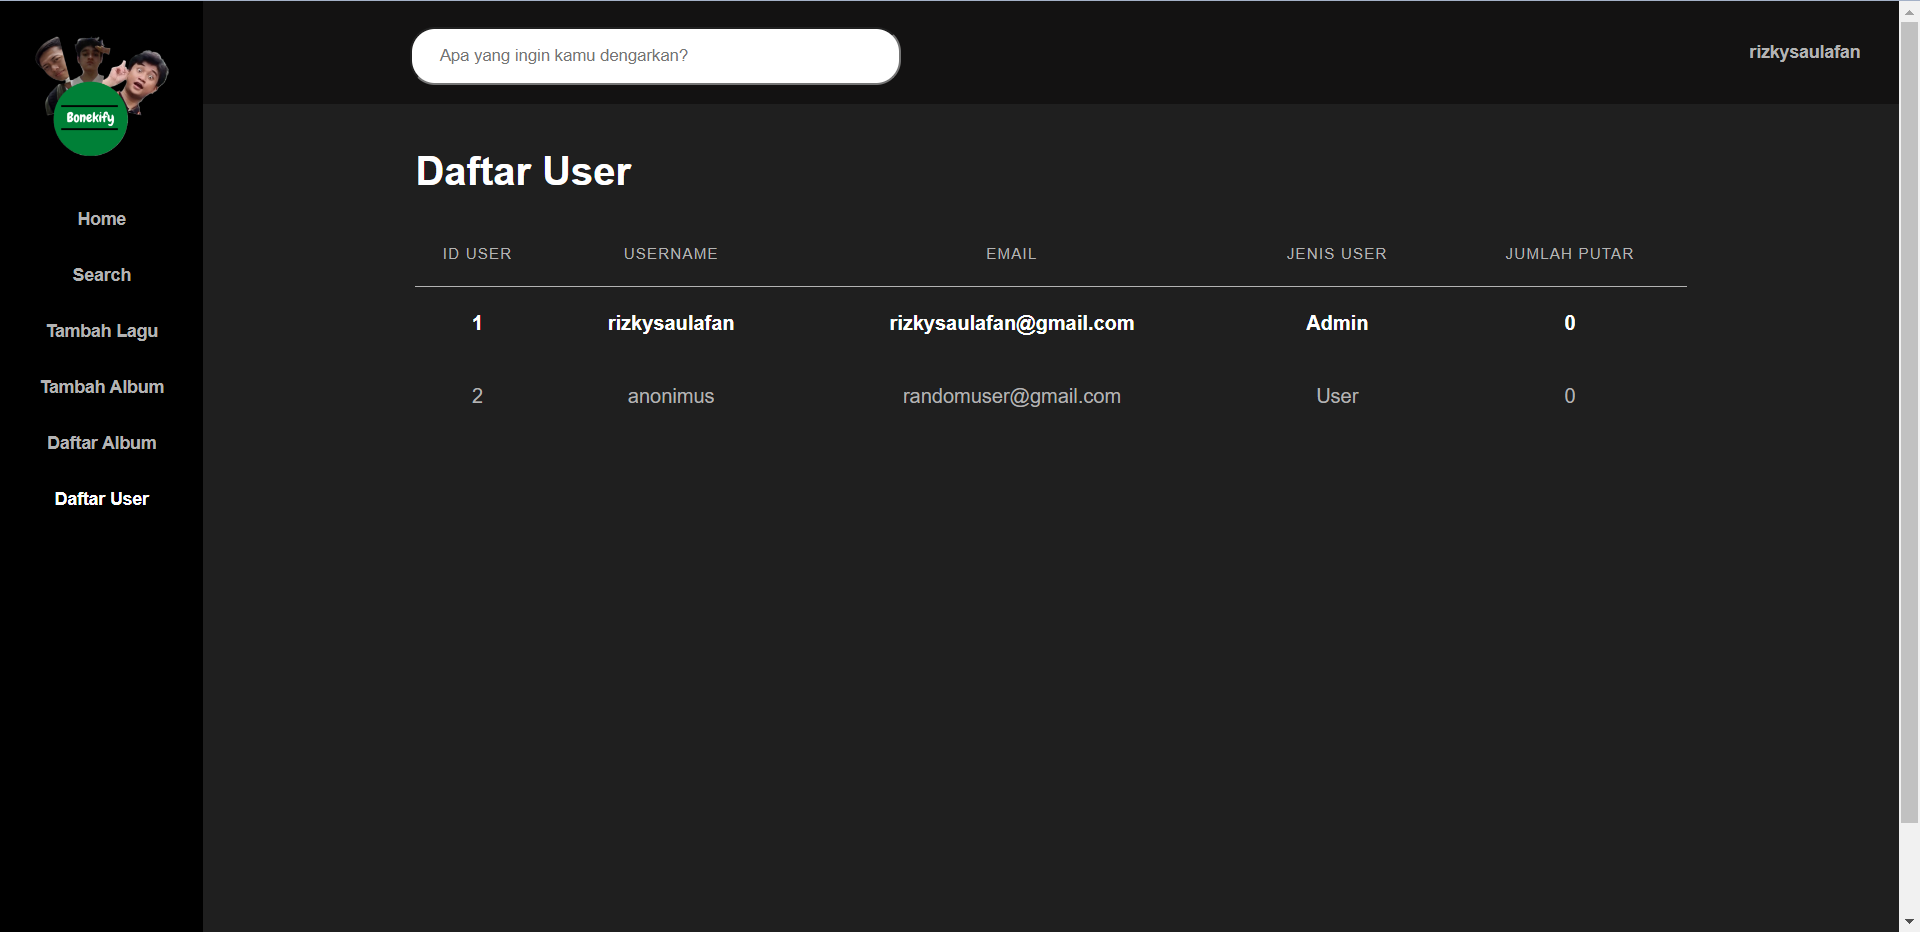 Bonekify
Home
Search
Tambah Lagu
Tambah Album
Daftar Album
Daftar User
Apa yang ingin kamu dengarkan?
rizkysaulafan
Daftar User
ID USER USERNAME EMAIL JENIS USER JUMLAH PUTAR
1 rizkysaulafan rizkysaulafan@gmail.com Admin 0
2 anonimus randomuser@gmail.com User 0